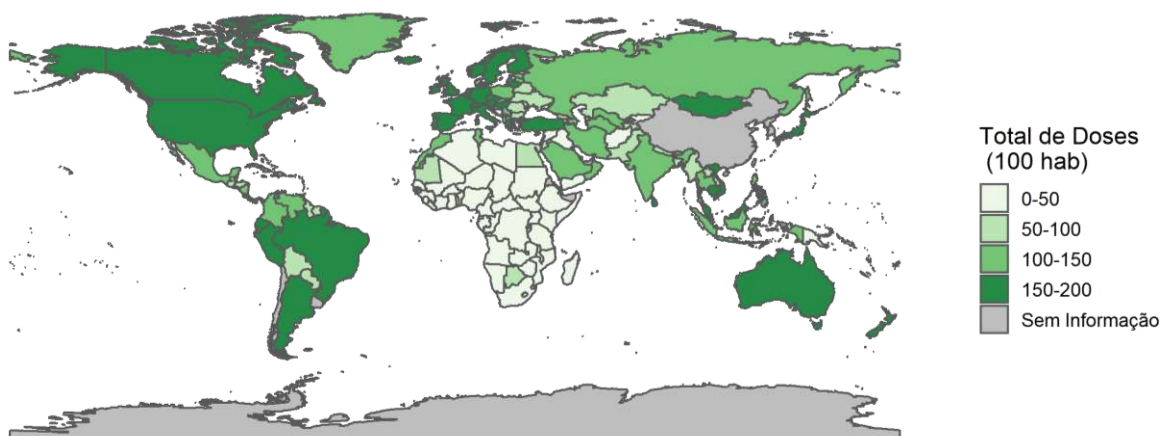 Total de Doses
(100 hab)
0-50
50-100
100-150
150-200
Sem Informação